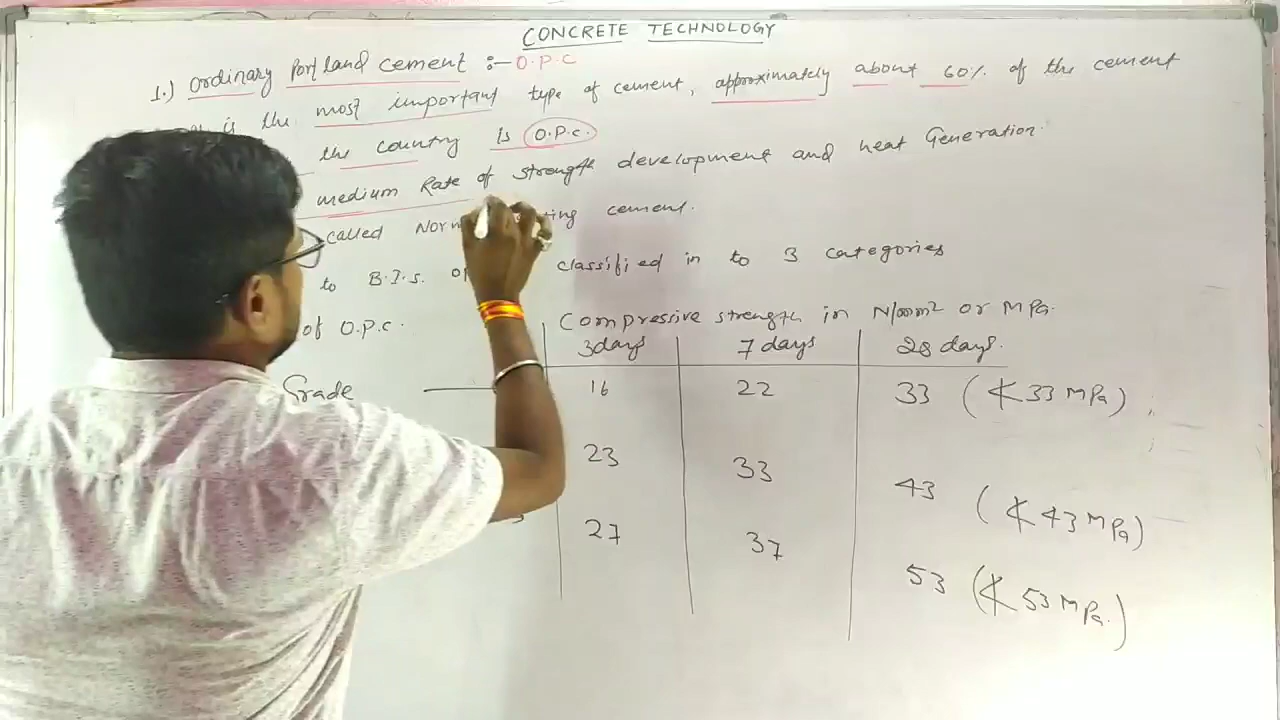 CONCRETE TECHNOLOGY
1.) Ordinary Portland cement :- O.P.C
is the most important type of cement, approximately about 60% of the cement
the country is O.P.C.
medium Rate of strength development and heat Generation.
called cement.
to B.I.S. classified in to 3 categories
of O.P.C.
Compressive strength in N/mm² or MPa.
3days 7 days 28 days.
Grade 16 22 33 (≮ 33 MPa)
23 33 43 (≮ 43 MPa)
27 37 53 (≮ 53 MPa.)